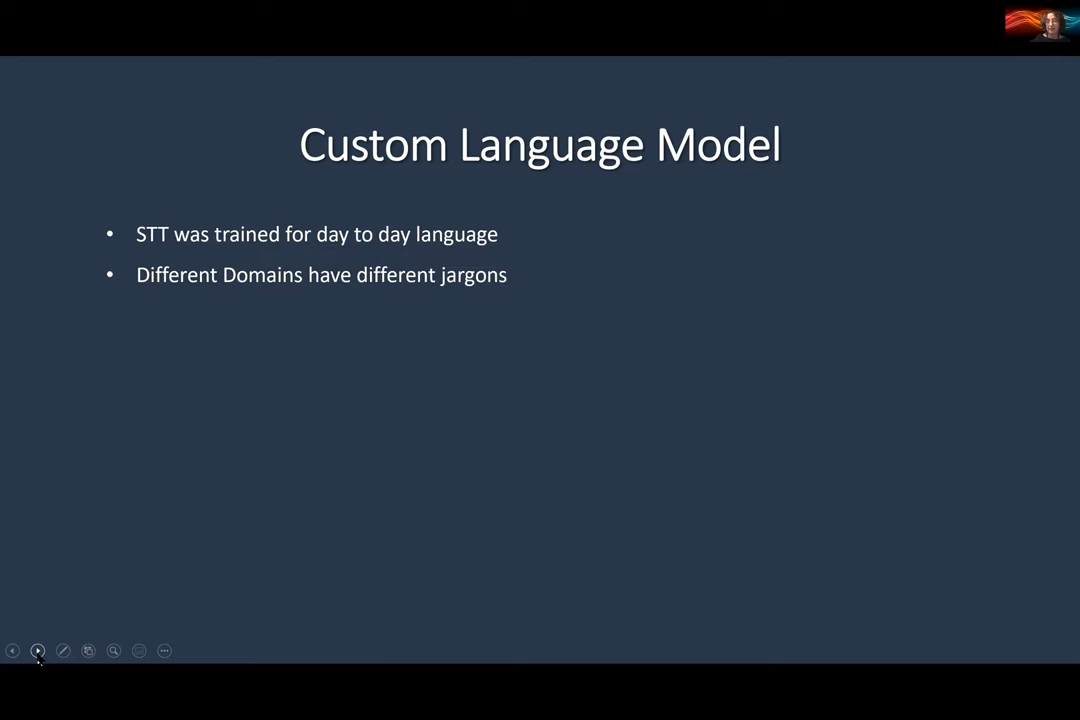 Custom Language Model
• STT was trained for day to day language
• Different Domains have different jargons